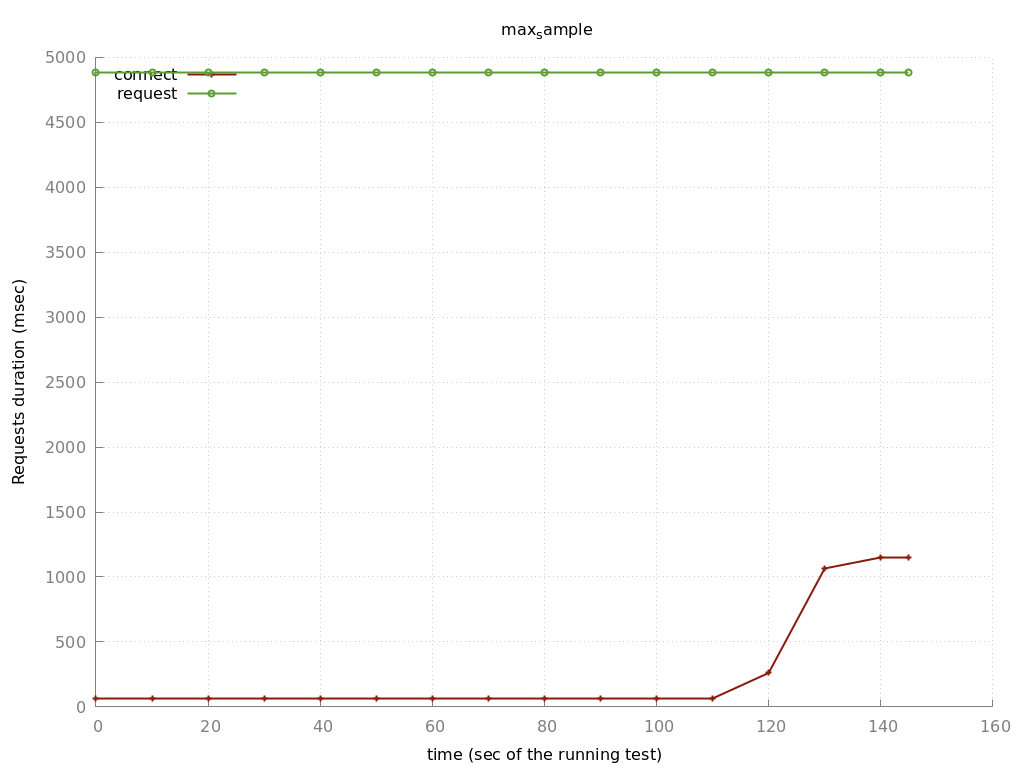 max_sample
5000
connect
request
4500
4000
3500
3000
2500
2000
1500
1000
500
0
Requests duration (msec)
0 20 40 60 80 100 120 140 160
time (sec of the running test)